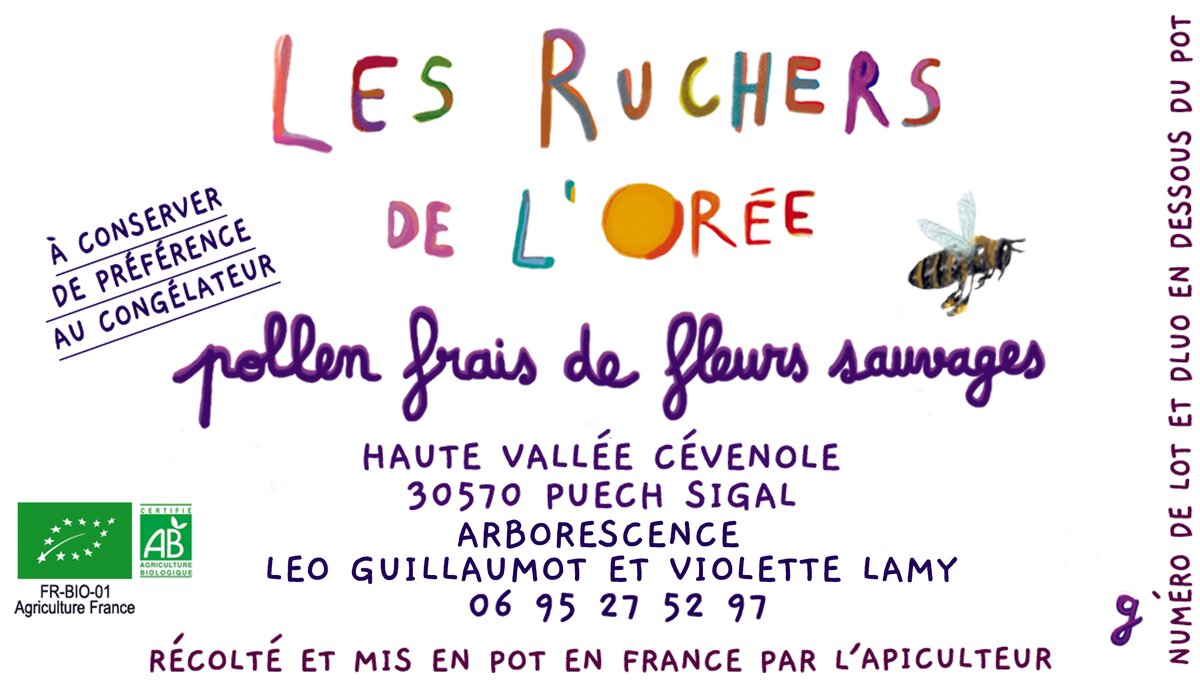 LES RUCHERS
DE L'ORÉE
À CONSERVER
DE PRÉFÉRENCE
AU CONGÉLATEUR
pollen frais de fleurs sauvages
HAUTE VALLÉE CÉVENOLE
30570 PUECH SIGAL
ARBORESCENCE
LEO GUILLAUMOT ET VIOLETTE LAMY
06 95 27 52 97
CERTIFIÉ
AB
AGRICULTURE
BIOLOGIQUE
FR-BIO-01
Agriculture France
RÉCOLTÉ ET MIS EN POT EN FRANCE PAR L'APICULTEUR
g
NUMÉRO DE LOT ET DLUO EN DESSOUS DU POT